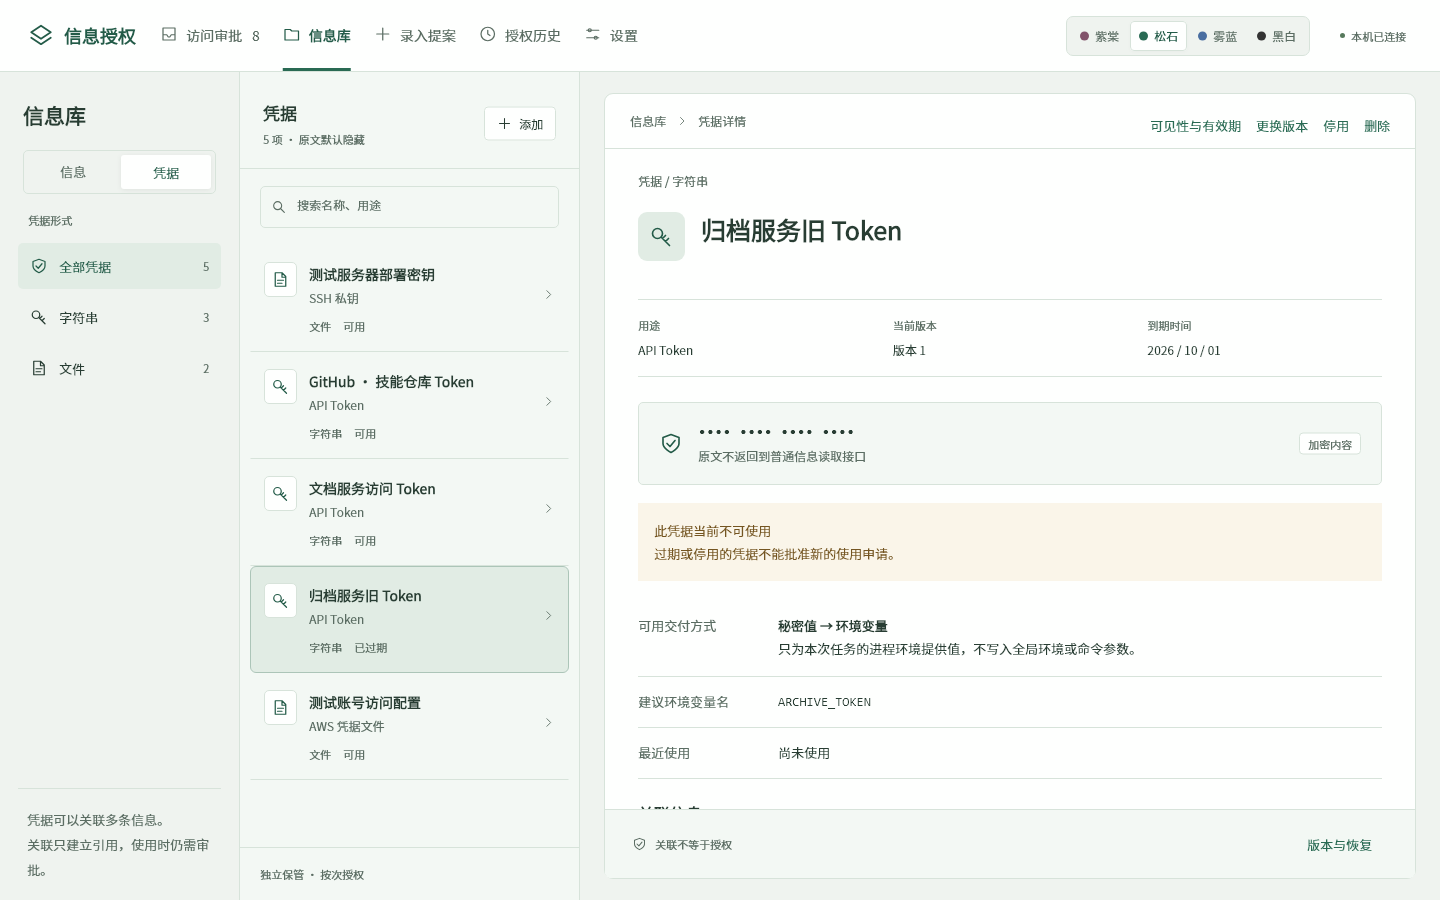 信息授权
访问审批 8
信息库
录入提案
授权历史
设置
紫棠
松石
雾蓝
黑白
本机已连接
信息库
信息
凭据
凭据形式
全部凭据 5
字符串 3
文件 2
凭据可以关联多条信息。
关联只建立引用，使用时仍需审
批。
凭据
5 项 · 原文默认隐藏
添加
搜索名称、用途
测试服务器部署密钥
SSH 私钥
文件 可用
GitHub · 技能仓库 Token
API Token
字符串 可用
文档服务访问 Token
API Token
字符串 可用
归档服务旧 Token
API Token
字符串 已过期
测试账号访问配置
AWS 凭据文件
文件 可用
独立保管 · 按次授权
信息库 > 凭据详情
可见性与有效期 更换版本 停用 删除
凭据 / 字符串
归档服务旧 Token
用途 当前版本 到期时间
API Token 版本 1 2026 / 10 / 01
•••• •••• •••• ••••
原文不返回到普通信息读取接口
加密内容
此凭据当前不可使用
过期或停用的凭据不能批准新的使用申请。
可用交付方式
秘密值 → 环境变量
只为本次任务的进程环境提供值，不写入全局环境或命令参数。
建议环境变量名 ARCHIVE_TOKEN
最近使用 尚未使用
关联不等于授权
版本与恢复